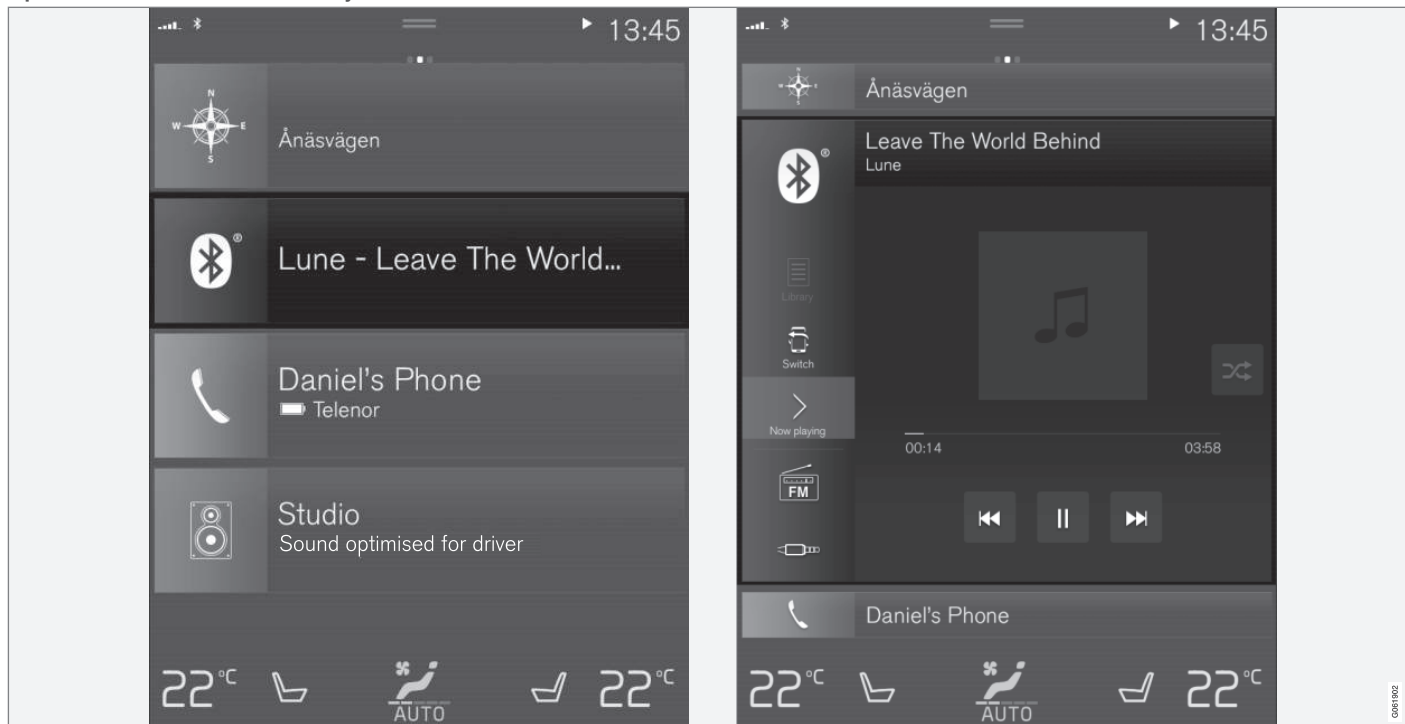 13:45
N
W
E
S
Ånäsvägen
®
Lune - Leave The World...
Daniel's Phone
Telenor
Studio
Sound optimised for driver
22°C
AUTO
22°C
13:45
N
W
E
S
Ånäsvägen
®
Leave The World Behind
Lune
Library
Switch
Now playing
00:14
03:58
FM
Daniel's Phone
22°C
AUTO
22°C
G061902